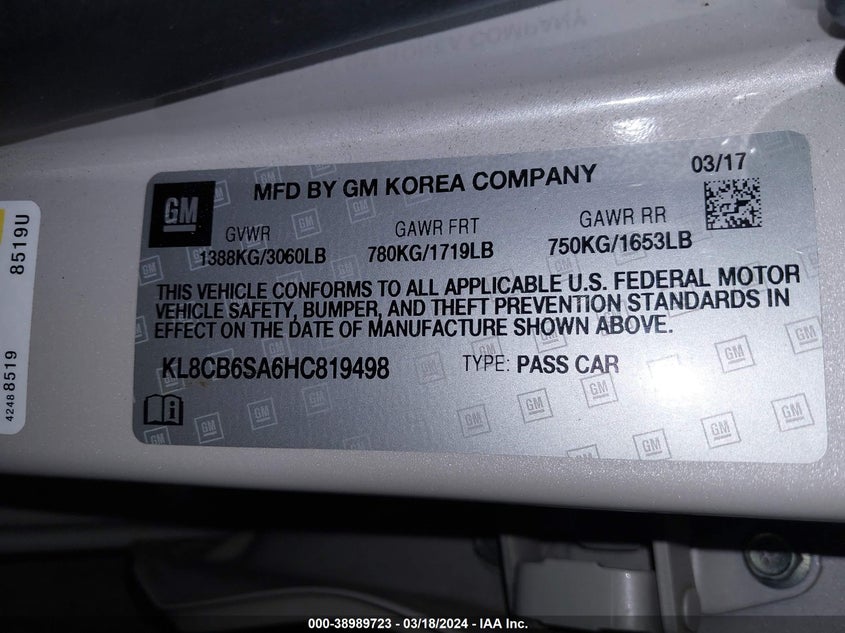 MFD BY GM KOREA COMPANY
03/17
GM
GVWR
GAWR FRT
GAWR RR
1388KG/3060LB
780KG/1719LB
750KG/1653LB
THIS VEHICLE CONFORMS TO ALL APPLICABLE U.S. FEDERAL MOTOR
VEHICLE SAFETY, BUMPER, AND THEFT PREVENTION STANDARDS IN
EFFECT ON THE DATE OF MANUFACTURE SHOWN ABOVE.
KL8CB6SA6HC819498
TYPE: PASS CAR
8519U
42488519
000-38989723 - 03/18/2024 - IAA Inc.